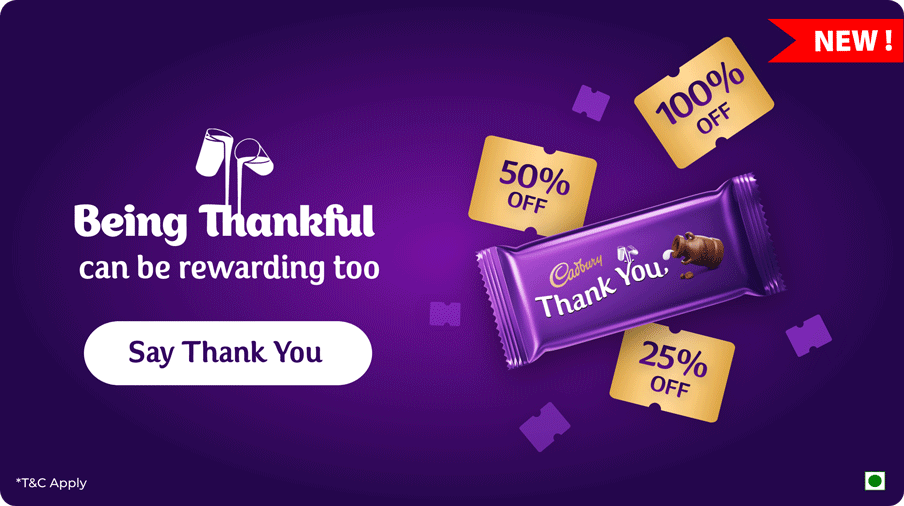 NEW !
100%
OFF
50%
OFF
Being Thankful
can be rewarding too
Cadbury
Thank You
25%
OFF
Say Thank You
*T&C Apply